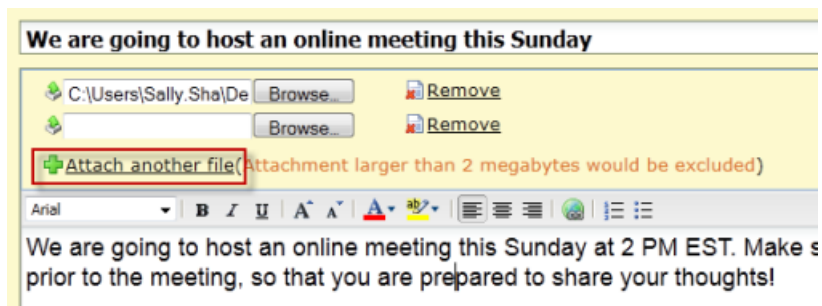 We are going to host an online meeting this Sunday
C:\Users\Sally.Sha\De Browse... Remove
Browse... Remove
Attach another file(Attachment larger than 2 megabytes would be excluded)
Arial B I U A A A ab
We are going to host an online meeting this Sunday at 2 PM EST. Make s
prior to the meeting, so that you are prepared to share your thoughts!